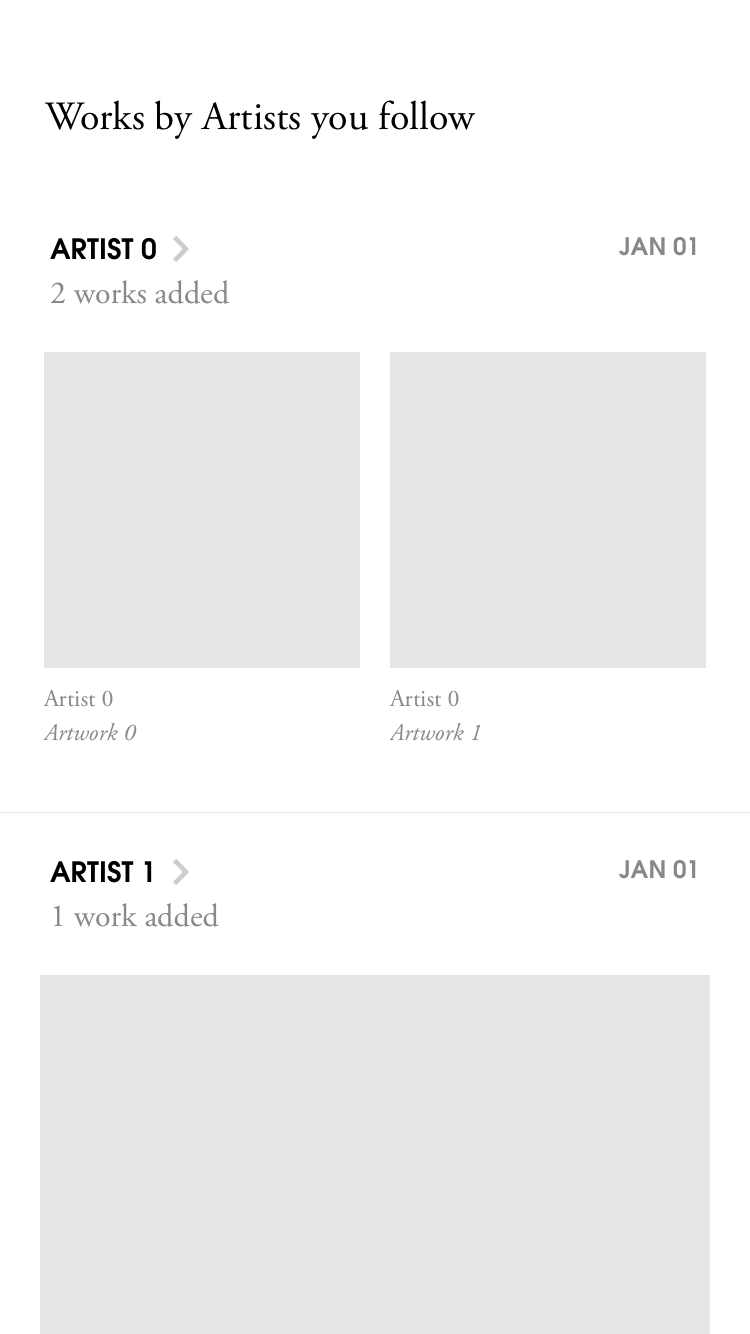 Works by Artists you follow
ARTIST 0
JAN 01
2 works added
Artist 0
Artwork 0
Artist 0
Artwork 1
ARTIST 1
JAN 01
1 work added